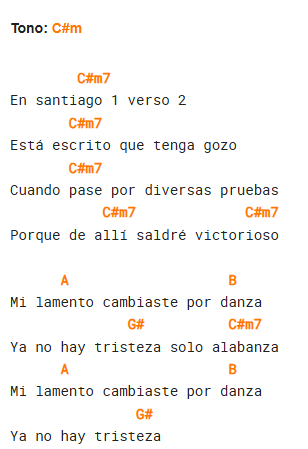 Tono: C#m
C#m7
En santiago 1 verso 2
C#m7
Está escrito que tenga gozo
C#m7
Cuando pase por diversas pruebas
C#m7 C#m7
Porque de allí saldré victorioso
A B
Mi lamento cambiaste por danza
G# C#m7
Ya no hay tristeza solo alabanza
A B
Mi lamento cambiaste por danza
G#
Ya no hay tristeza